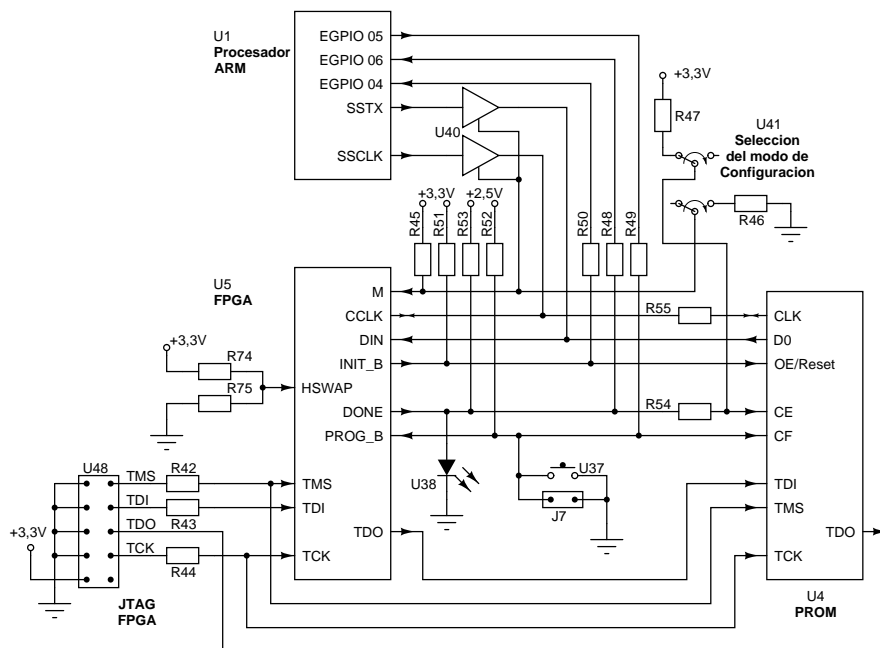 U1
Procesador
ARM
EGPIO 05
EGPIO 06
EGPIO 04
SSTX
SSCLK
U40
+3,3V
R47
U41
Seleccion
del modo de
Configuracion
R46
+3,3V
+2,5V
R45
R51
R53
R52
R50
R48
R49
U5
FPGA
M
CCLK
DIN
INIT_B
HSWAP
DONE
PROG_B
TMS
TDI
TDO
TCK
R55
R54
CLK
D0
OE/Reset
CE
CF
TDI
TMS
TDO
TCK
U4
PROM
+3,3V
R74
R75
U38
U37
J7
U48
TMS
R42
TDI
R43
TDO
TCK
R44
+3,3V
JTAG
FPGA